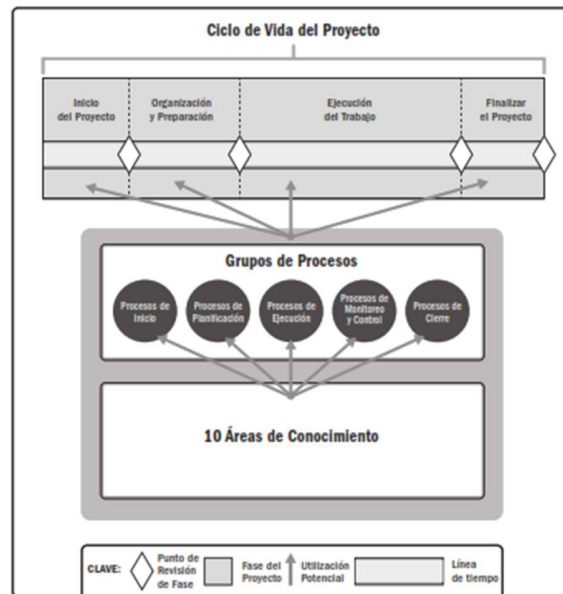 Ciclo de Vida del Proyecto
Inicio
del Proyecto
Organización
y Preparación
Ejecución
del Trabajo
Finalizar
el Proyecto
Grupos de Procesos
Procesos de
Inicio
Procesos de
Planificación
Procesos de
Ejecución
Procesos de
Monitoreo
y Control
Procesos de
Cierre
10 Áreas de Conocimiento
CLAVE:
Punto de
Revisión
de Fase
Fase del
Proyecto
Utilización
Potencial
Línea
de tiempo